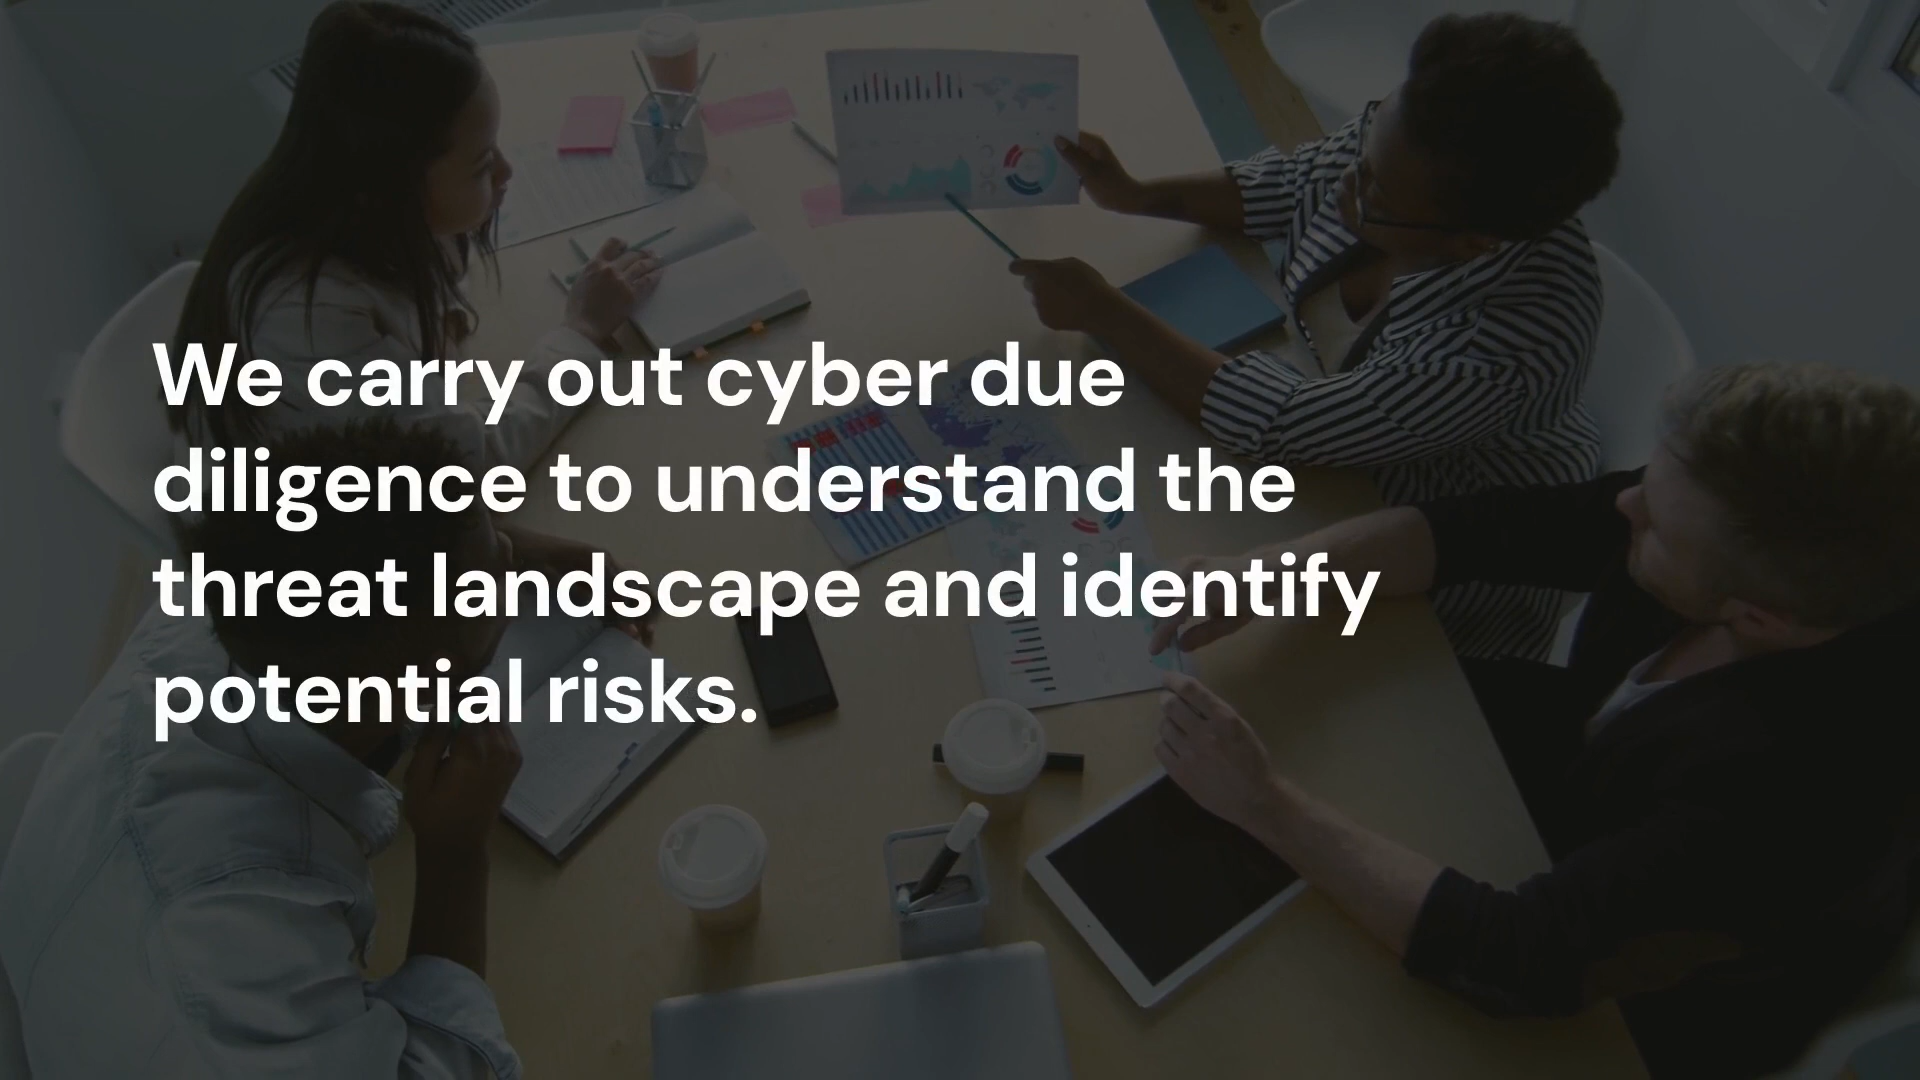 We carry out cyber due
diligence to understand the
threat landscape and identify
potential risks.